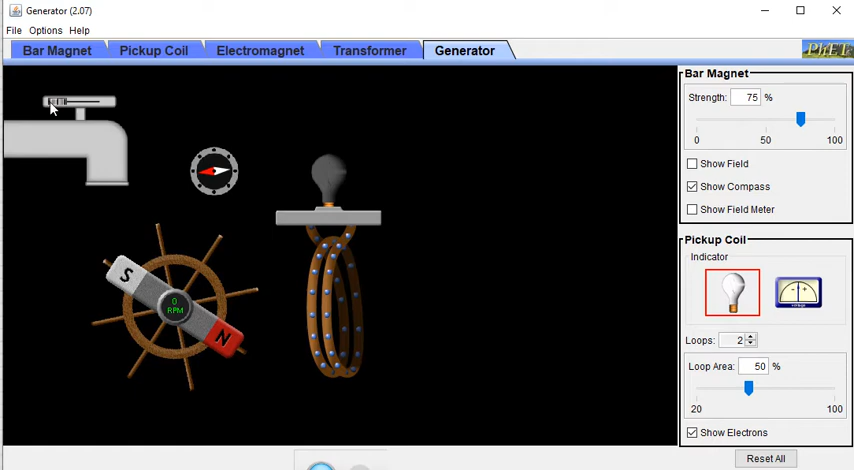 Generator (2.07)
File Options Help
Bar Magnet Pickup Coil Electromagnet Transformer Generator PhET
Bar Magnet
Strength: 75 %
0 50 100
Show Field
Show Compass
Show Field Meter
S
0
RPM
N
Pickup Coil
Indicator
- +
voltage
Loops: 2
Loop Area: 50 %
20 100
Show Electrons
Reset All